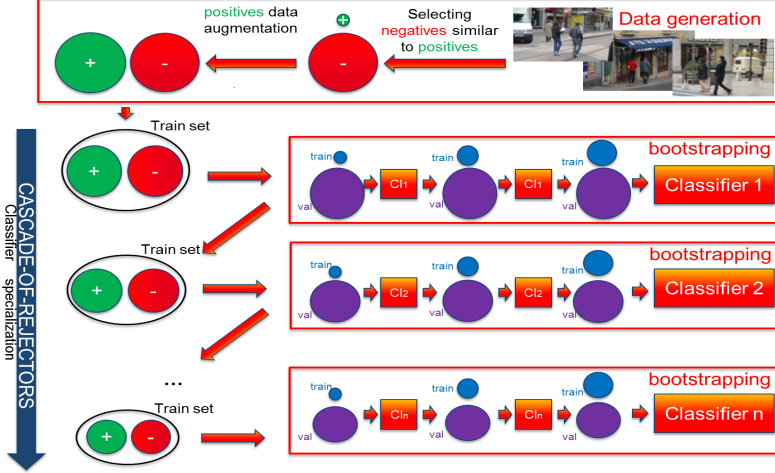 positives data
augmentation
Selecting
negatives similar
to positives
Data generation
+
-
+
-
Train set
+
-
bootstrapping
train
val
Cl1
train
Cl1
train
val
Classifier 1
Train set
+
-
bootstrapping
train
val
Cl2
train
val
Cl2
train
val
Classifier 2
...
Train set
+
-
bootstrapping
train
val
Cln
train
val
Cln
train
val
Classifier n
CASCADE-OF-REJECTORS
Classifier specialization